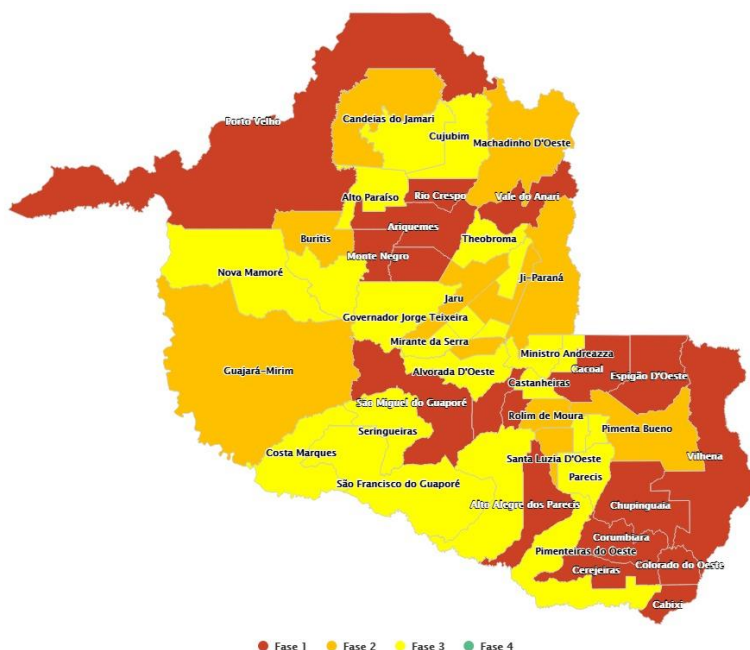 Porto Velho
Candeias do Jamari
Cujubim
Machadinho D'Oeste
Alto Paraíso
Rio Crespo
Vale do Anari
Ariquemes
Buritis
Theobroma
Monte Negro
Nova Mamoré
Ji-Paraná
Jaru
Governador Jorge Teixeira
Mirante da Serra
Ministro Andreazza
Guajará-Mirim
Alvorada D'Oeste
Cacoal
Espigão D'Oeste
Castanheiras
São Miguel do Guaporé
Rolim de Moura
Seringueiras
Pimenta Bueno
Costa Marques
Santa Luzia D'Oeste
Vilhena
Parecis
São Francisco do Guaporé
Alto Alegre dos Parecis
Chupinguaia
Corumbiara
Pimenteiras do Oeste
Colorado do Oeste
Cerejeiras
Cabixi
Fase 1 Fase 2 Fase 3 Fase 4